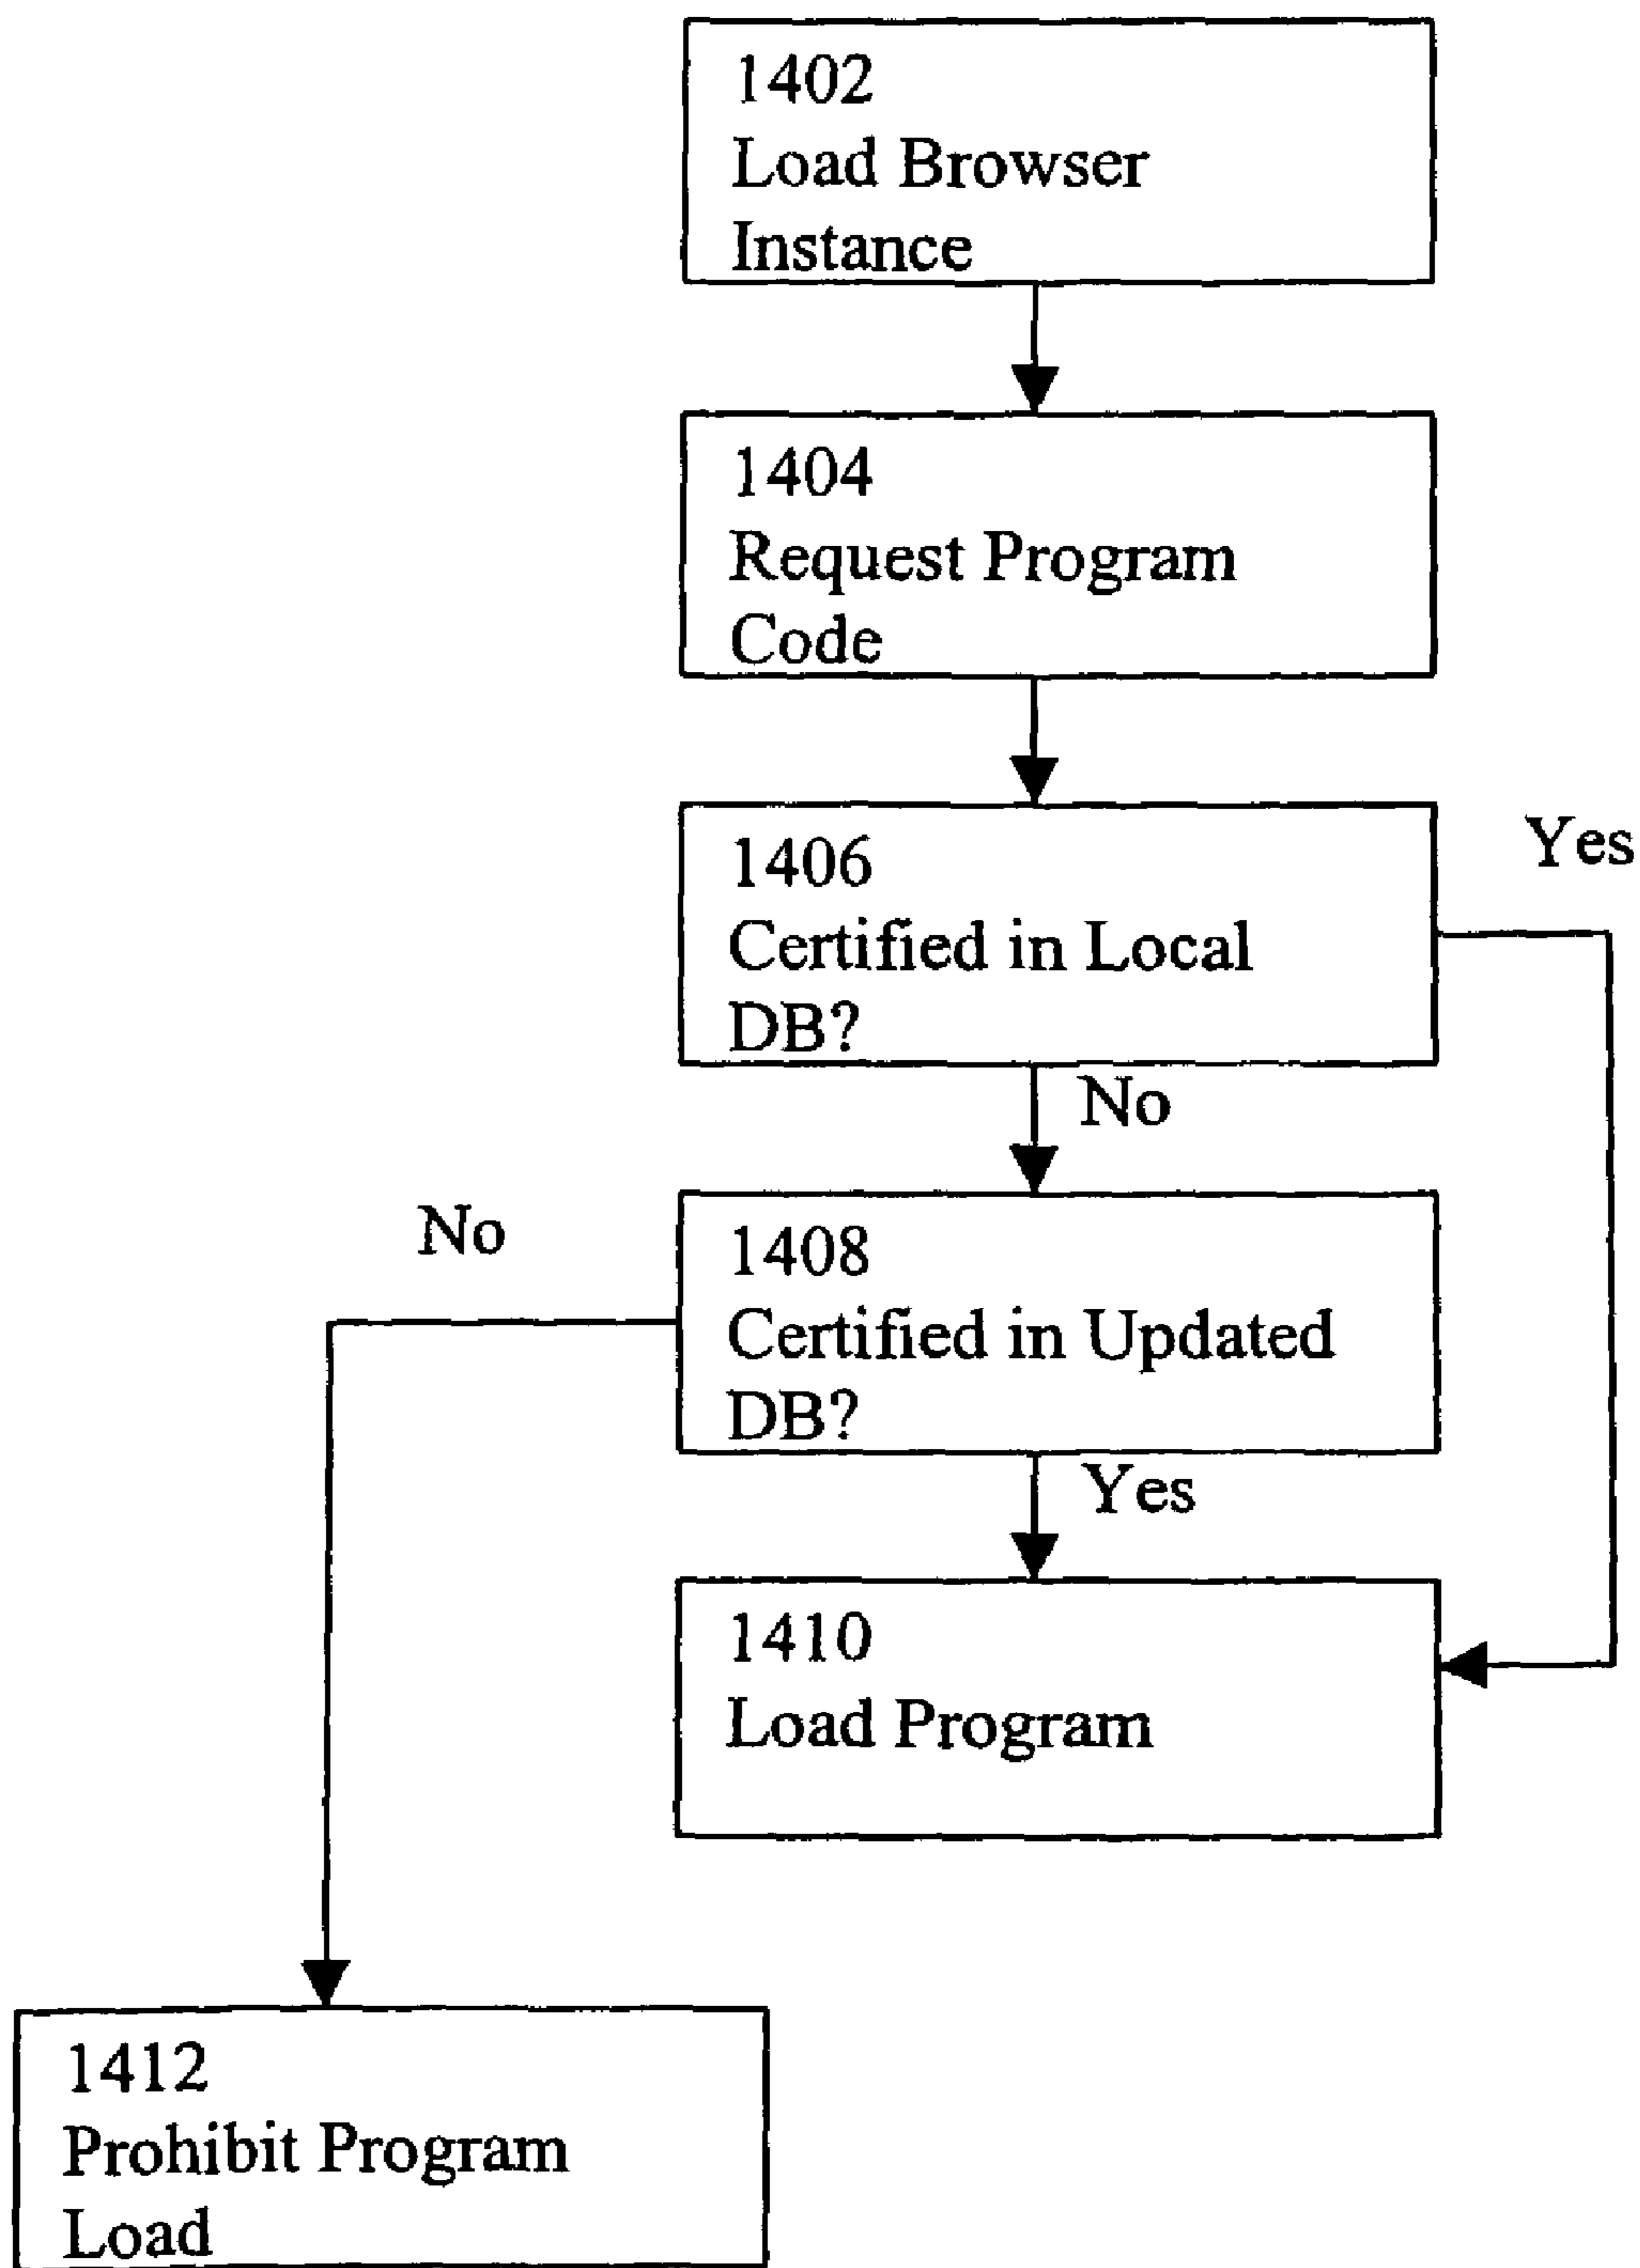 1402
Load Browser
Instance
1404
Request Program
Code
1406
Certified in Local
DB?
Yes
No
1408
Certified in Updated
DB?
No
Yes
1410
Load Program
1412
Prohibit Program
Load